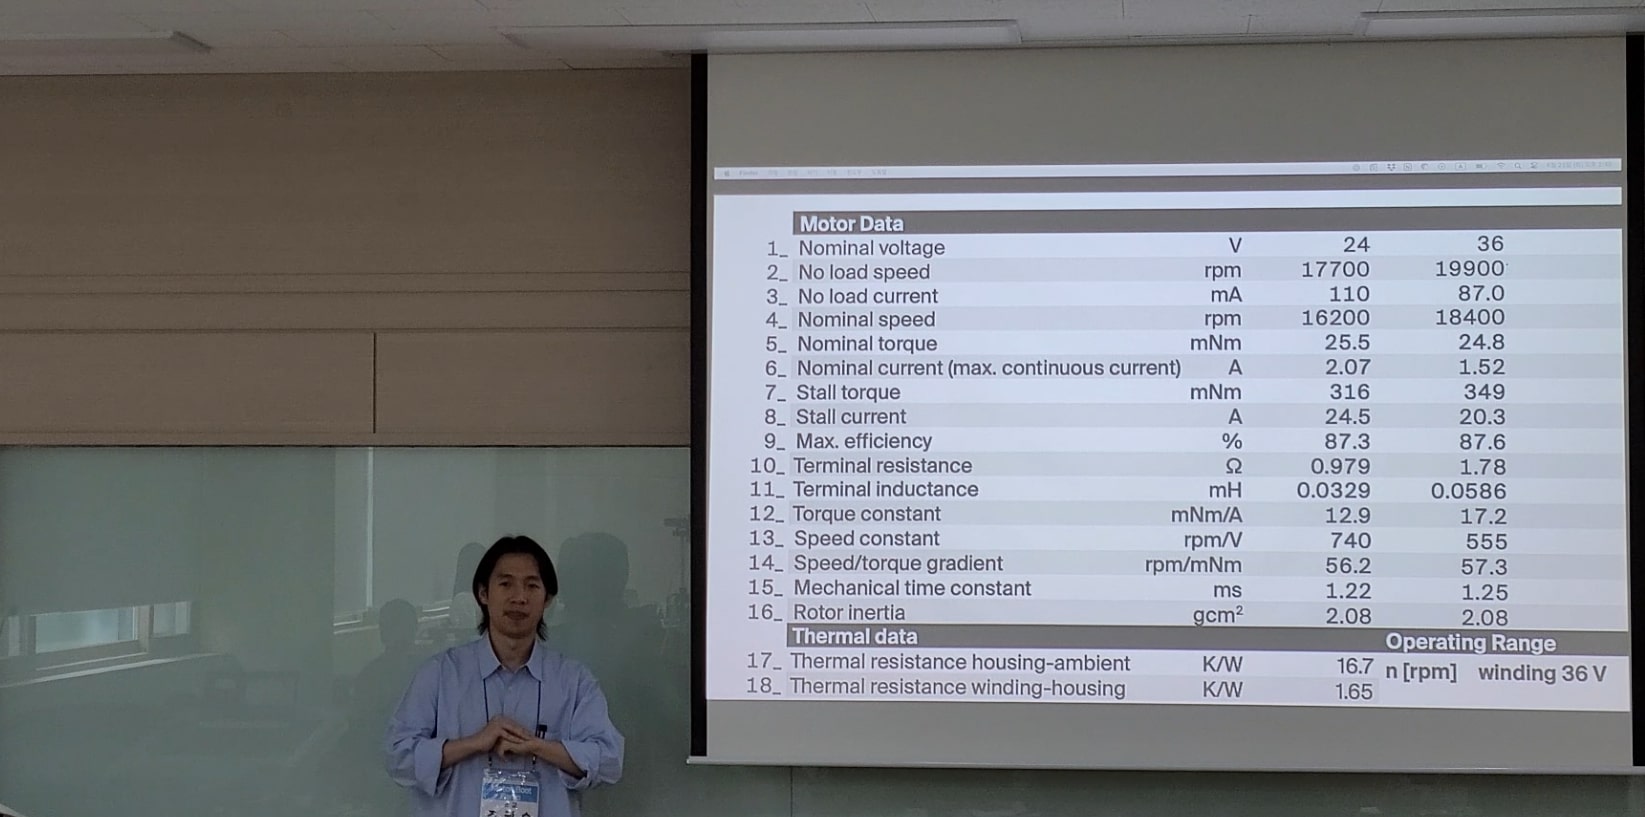 Motor Data
1_ Nominal voltage V 24 36
2_ No load speed rpm 17700 19900
3_ No load current mA 110 87.0
4_ Nominal speed rpm 16200 18400
5_ Nominal torque mNm 25.5 24.8
6_ Nominal current (max. continuous current) A 2.07 1.52
7_ Stall torque mNm 316 349
8_ Stall current A 24.5 20.3
9_ Max. efficiency % 87.3 87.6
10_ Terminal resistance Ω 0.979 1.78
11_ Terminal inductance mH 0.0329 0.0586
12_ Torque constant mNm/A 12.9 17.2
13_ Speed constant rpm/V 740 555
14_ Speed/torque gradient rpm/mNm 56.2 57.3
15_ Mechanical time constant ms 1.22 1.25
16_ Rotor inertia gcm² 2.08 2.08
Thermal data Operating Range
17_ Thermal resistance housing-ambient K/W 16.7 n [rpm] winding 36 V
18_ Thermal resistance winding-housing K/W 1.65